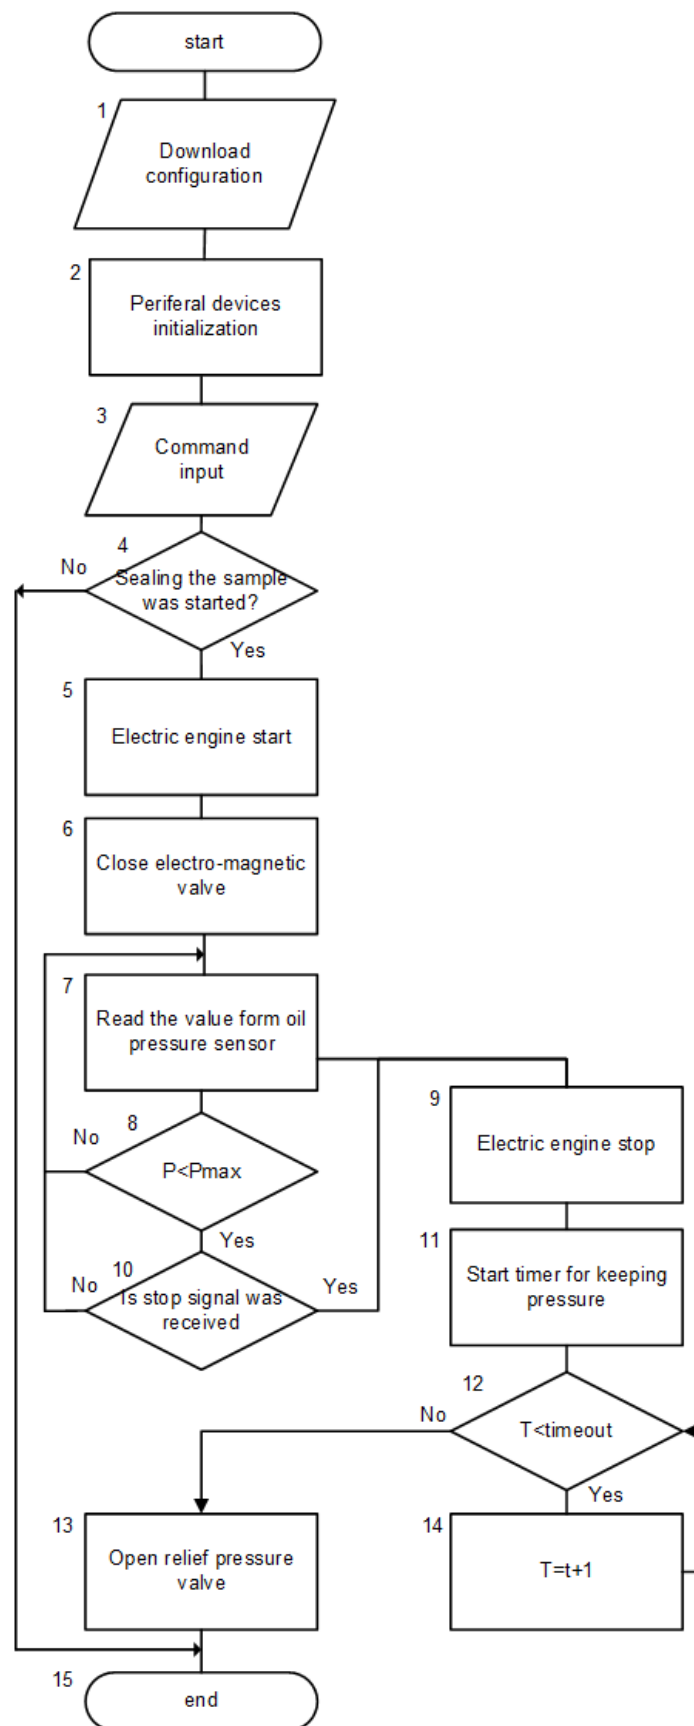 start
1
Download
configuration
2
Periferal devices
initialization
3
Command
input
4
No
Sealing the sample
was started?
Yes
5
Electric engine start
6
Close electro-magnetic
valve
7
Read the value form oil
pressure sensor
8
No
P<Pmax
Yes
9
Electric engine stop
10
No
Is stop signal was
received
Yes
11
Start timer for keeping
pressure
12
No
T<timeout
Yes
13
Open relief pressure
valve
14
T=t+1
15
end